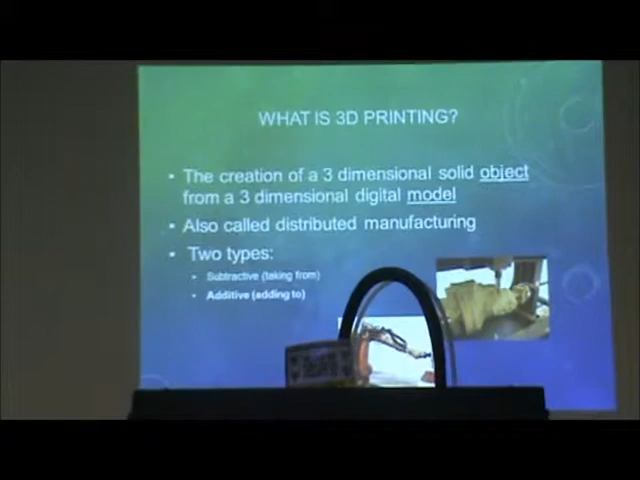 WHAT IS 3D PRINTING?
• The creation of a 3 dimensional solid object
from a 3 dimensional digital model
• Also called distributed manufacturing
• Two types:
• Subtractive (taking from)
• Additive (adding to)